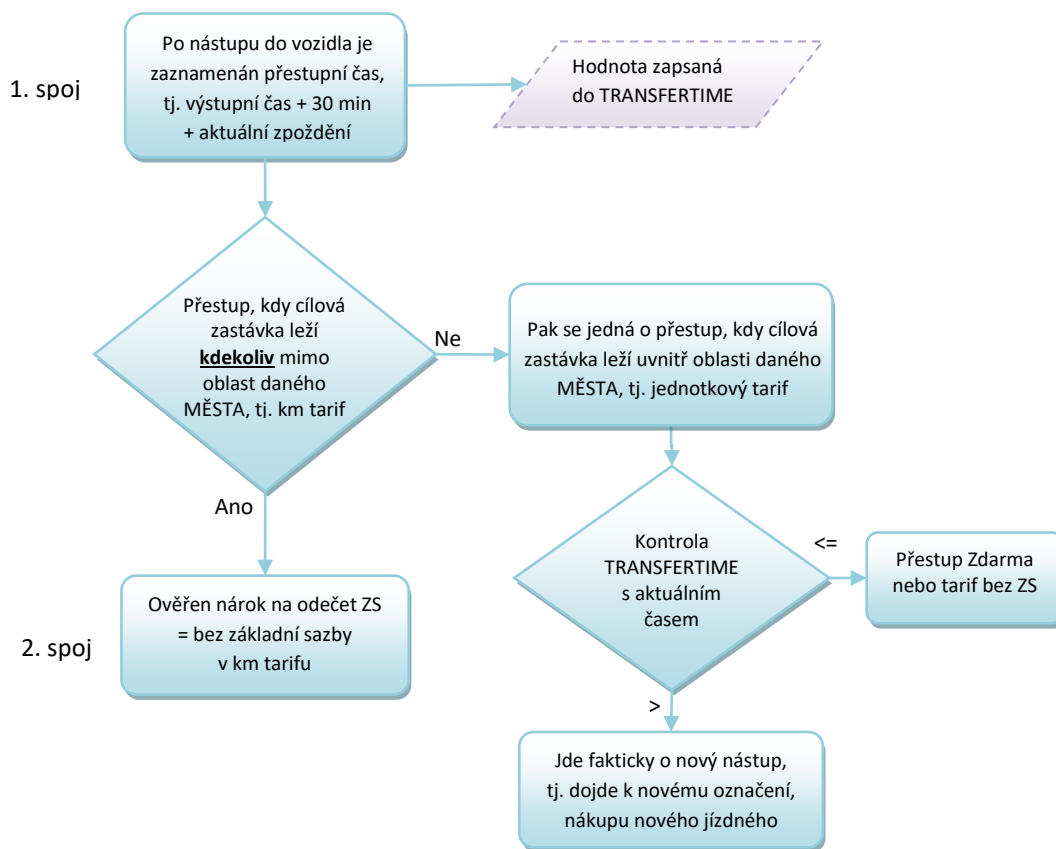 Po nástupu do vozidla je
zaznamenán přestupní čas,
tj. výstupní čas + 30 min
+ aktuální zpoždění
1. spoj
Hodnota zapsaná
do TRANSFERTIME
Přestup, kdy cílová
zastávka leží
kdekoliv mimo
oblast daného
MĚSTA, tj. km tarif
Ne
Pak se jedná o přestup, kdy cílová
zastávka leží uvnitř oblasti daného
MĚSTA, tj. jednotkový tarif
Ano
Kontrola
TRANSFERTIME
s aktuálním
časem
<=
Přestup Zdarma
nebo tarif bez ZS
2. spoj
Ověřen nárok na odečet ZS
= bez základní sazby
v km tarifu
>
Jde fakticky o nový nástup,
tj. dojde k novému označení,
nákupu nového jízdného